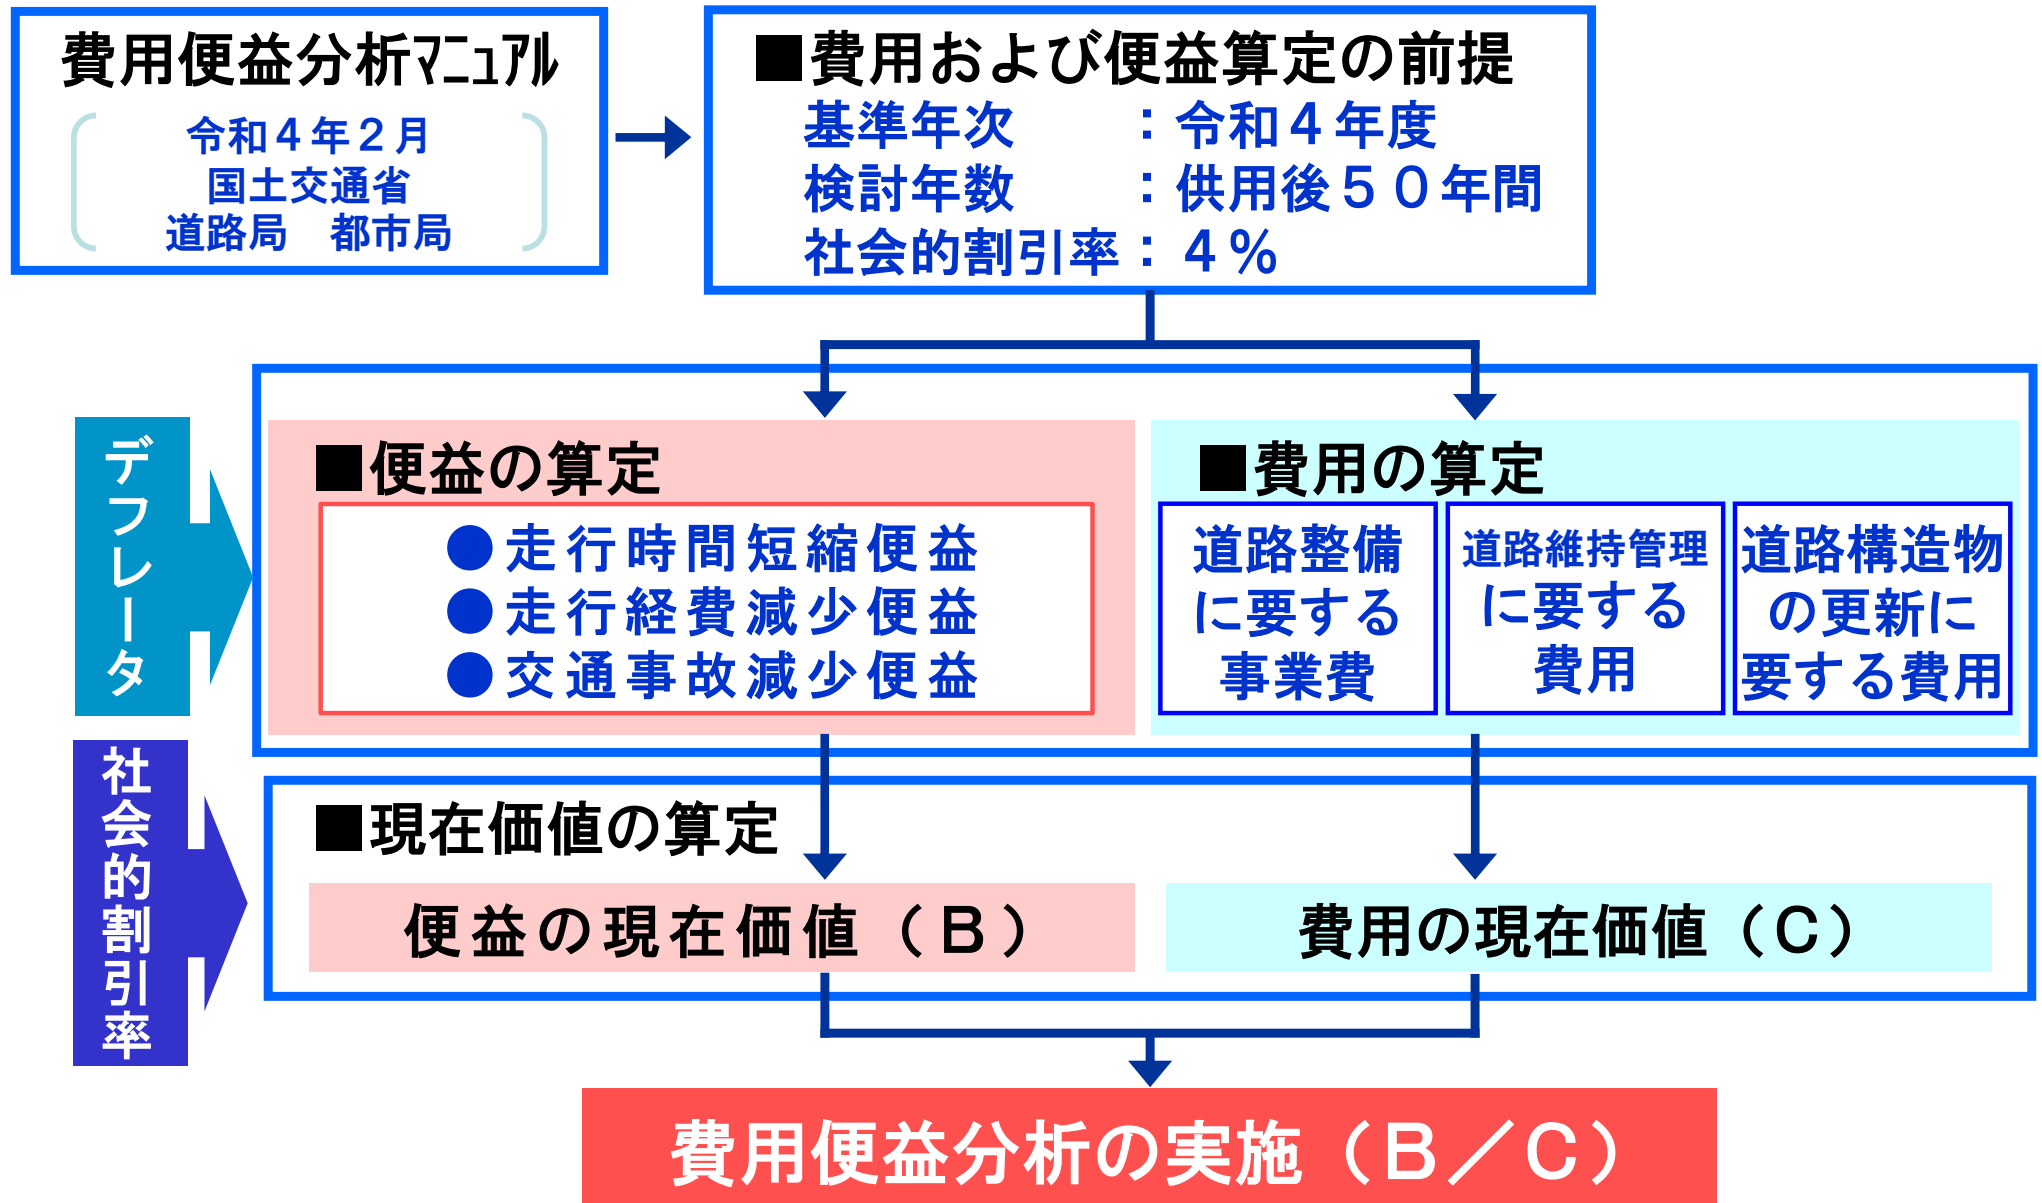 費用便益分析ﾏﾆｭｱﾙ
令和４年２月
国土交通省
道路局　都市局
■費用および便益算定の前提
基準年次　　：令和４年度
検討年数　　：供用後５０年間
社会的割引率：４％
デフレータ
■便益の算定
●走行時間短縮便益
●走行経費減少便益
●交通事故減少便益
■費用の算定
道路整備
に要する
事業費
道路維持管理
に要する
費用
道路構造物
の更新に
要する費用
社会的割引率
■現在価値の算定
便益の現在価値（Ｂ）
費用の現在価値（Ｃ）
費用便益分析の実施（Ｂ／Ｃ）